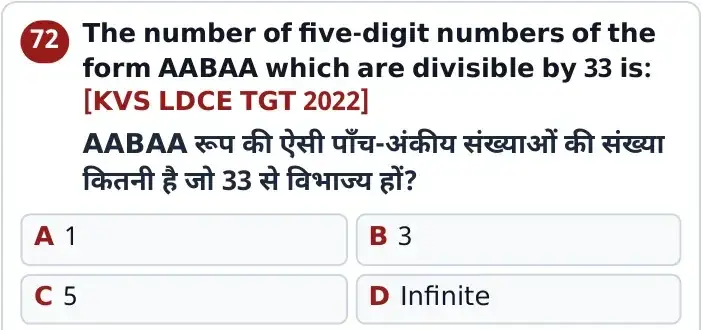 72 The number of five-digit numbers of the
form AABAA which are divisible by 33 is:
[KVS LDCE TGT 2022]
AABAA रूप की ऐसी पाँच-अंकीय संख्याओं की संख्या
कितनी है जो 33 से विभाज्य हों?
A 1
B 3
C 5
D Infinite